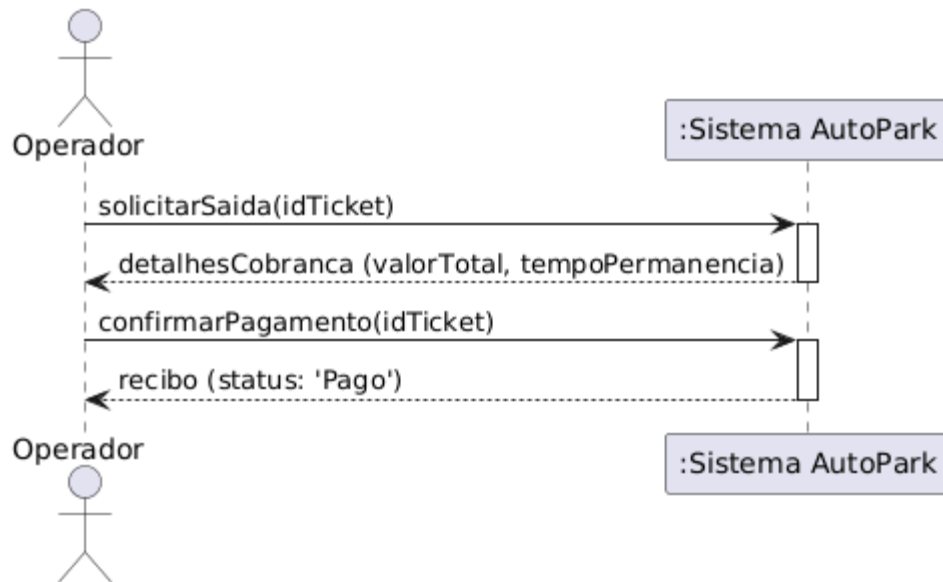 Operador
:Sistema AutoPark
solicitarSaida(idTicket)
detalhesCobranca (valorTotal, tempoPermanencia)
confirmarPagamento(idTicket)
recibo (status: 'Pago')
Operador
:Sistema AutoPark